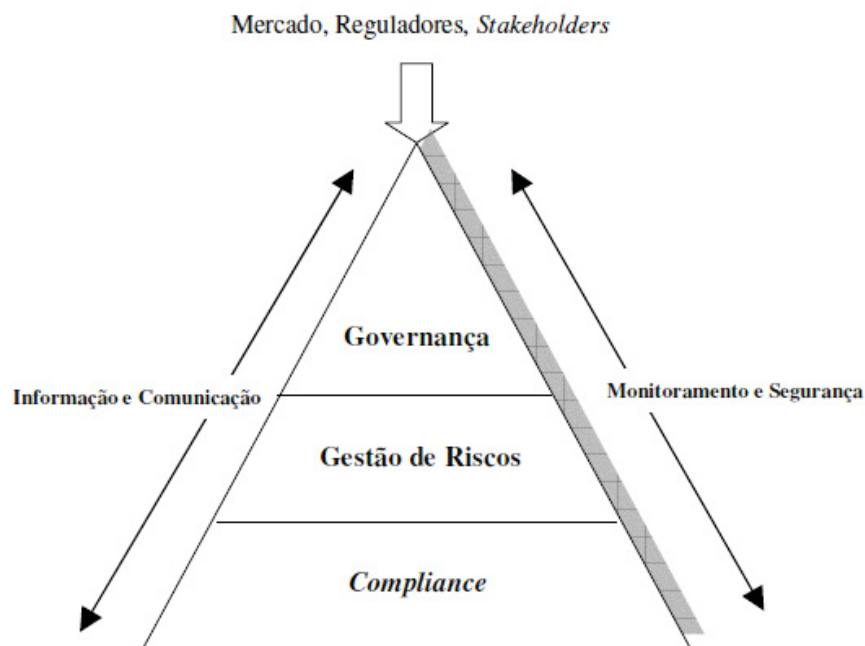 Mercado, Reguladores, Stakeholders
Governança
Informação e Comunicação
Monitoramento e Segurança
Gestão de Riscos
Compliance